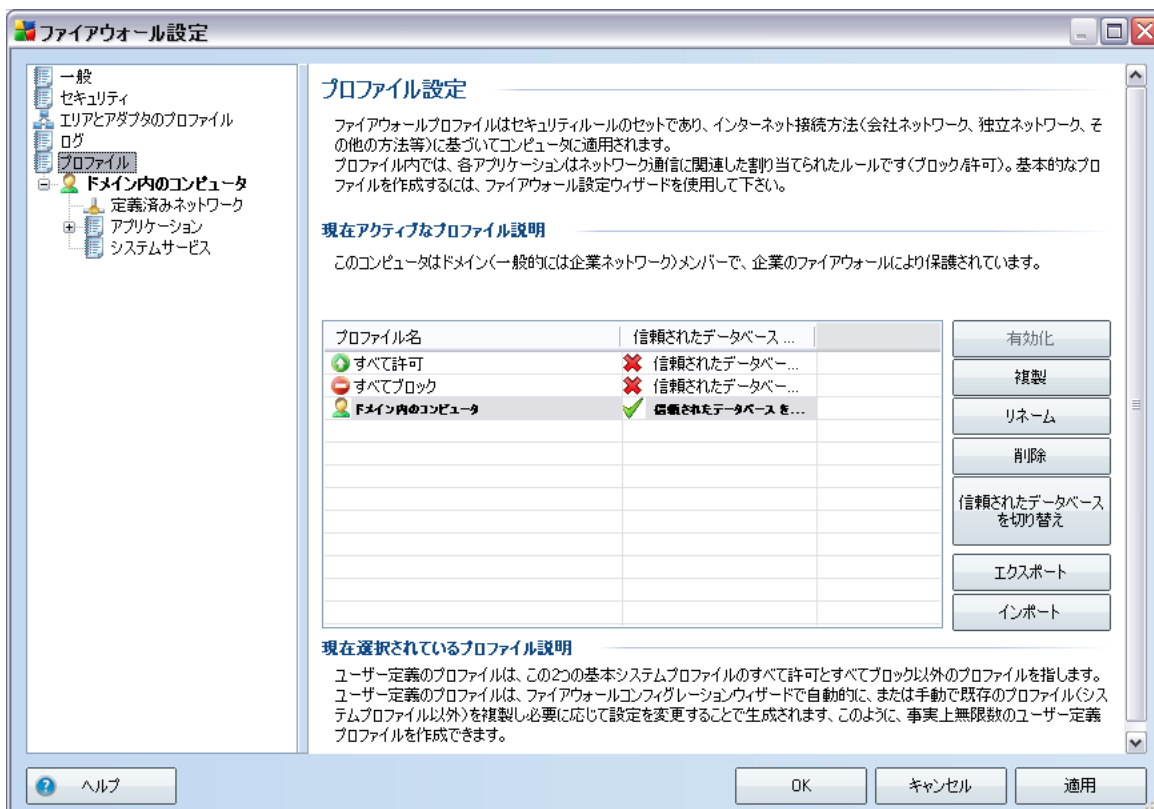 ファイアウォール設定
一般
セキュリティ
エリアとアダプタのプロファイル
ログ
プロファイル
ドメイン内のコンピュータ
定義済みネットワーク
アプリケーション
システムサービス
プロファイル設定
ファイアウォールプロファイルはセキュリティルールのセットであり、インターネット接続方法(会社ネットワーク、独立ネットワーク、そ
の他の方法等)に基づいてコンピュータに適用されます。
プロファイル内では、各アプリケーションはネットワーク通信に関連した割り当てられたルールです(ブロック/許可)。基本的なプロ
ファイルを作成するには、ファイアウォール設定ウィザードを使用して下さい。
現在アクティブなプロファイル説明
このコンピュータはドメイン(一般的には企業ネットワーク)メンバーで、企業のファイアウォールにより保護されています。
プロファイル名 信頼されたデータベース ...
すべて許可 信頼されたデータベー...
すべてブロック 信頼されたデータベー...
ドメイン内のコンピュータ 信頼されたデータベース を...
有効化
複製
リネーム
削除
信頼されたデータベース
を切り替え
エクスポート
インポート
現在選択されているプロファイル説明
ユーザー定義のプロファイルは、この2つの基本システムプロファイルのすべて許可とすべてブロック以外のプロファイルを指します。
ユーザー定義のプロファイルは、ファイアウォールコンフィグレーションウィザードで自動的に、または手動で既存のプロファイル(シス
テムプロファイル以外)を複製し必要に応じて設定を変更することで生成されます、このように、事実上無限数のユーザー定義
プロファイルを作成できます。
ヘルプ
OK
キャンセル
適用